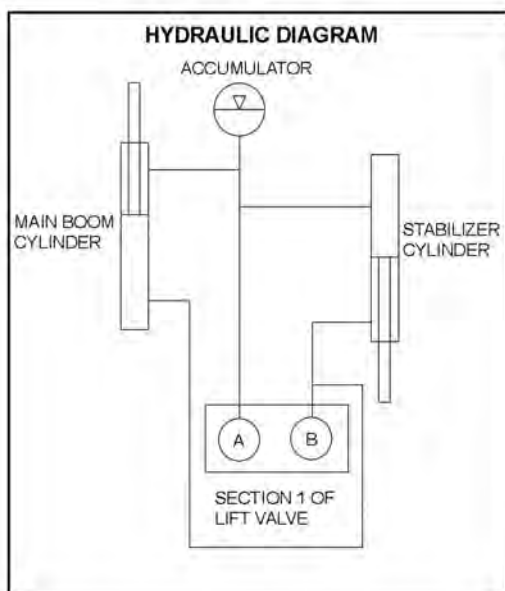 HYDRAULIC DIAGRAM
ACCUMULATOR
MAIN BOOM
CYLINDER
STABILIZER
CYLINDER
A
B
SECTION 1 OF
LIFT VALVE